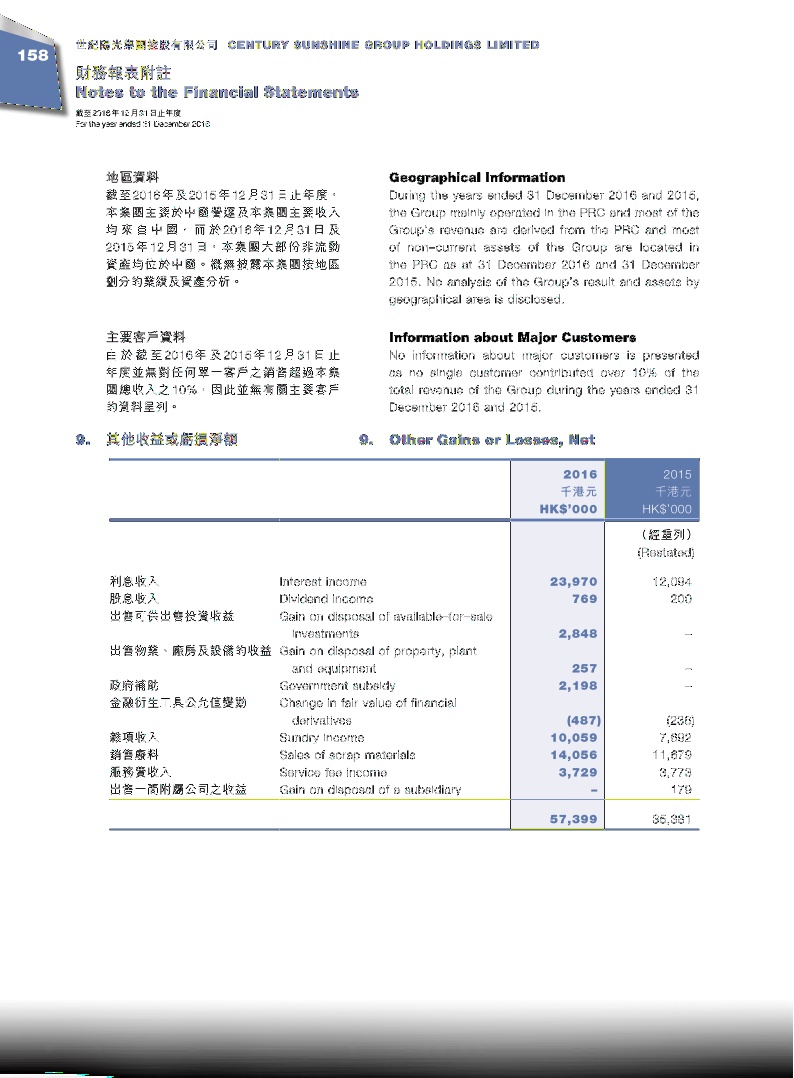 158
世紀陽光集團控股有限公司 CENTURY SUNSHINE GROUP HOLDINGS LIMITED
財務報表附註
Notes to the Financial Statements
截至2016年12月31日止年度
For the year ended 31 December 2016
地區資料
截至2016年及2015年12月31日止年度，
本集團主要於中國營運及本集團主要收入
均來自中國，而於2016年12月31日及
2015年12月31日，本集團大部份非流動
資產均位於中國。概無披露本集團按地區
劃分的業績及資產分析。
Geographical Information
During the years ended 31 December 2016 and 2015,
the Group mainly operated in the PRC and most of the
Group's revenue are derived from the PRC and most
of non-current assets of the Group are located in
the PRC as at 31 December 2016 and 31 December
2015. No analysis of the Group's result and assets by
geographical area is disclosed.
主要客戶資料
由於截至2016年及2015年12月31日止
年度並無對任何單一客戶之銷售超過本集
團總收入之10%，因此並無有關主要客戶
的資料呈列。
Information about Major Customers
No information about major customers is presented
as no single customer contributed over 10% of the
total revenue of the Group during the years ended 31
December 2016 and 2015.
9. 其他收益或虧損淨額
9. Other Gains or Losses, Net
2016 2015
千港元 千港元
HK$'000 HK$'000
（經重列）
(Restated)
利息收入 Interest income 23,970 12,094
股息收入 Dividend income 769 200
出售可供出售投資收益 Gain on disposal of available-for-sale
investments 2,848 –
出售物業、廠房及設備的收益 Gain on disposal of property, plant
and equipment 257 –
政府補助 Government subsidy 2,198 –
金融衍生工具公允值變動 Change in fair value of financial
derivatives (487) (236)
雜項收入 Sundry income 10,059 7,692
銷售廢料 Sales of scrap materials 14,056 11,679
服務費收入 Service fee income 3,729 3,773
出售一間附屬公司之收益 Gain on disposal of a subsidiary – 179
57,399 35,381